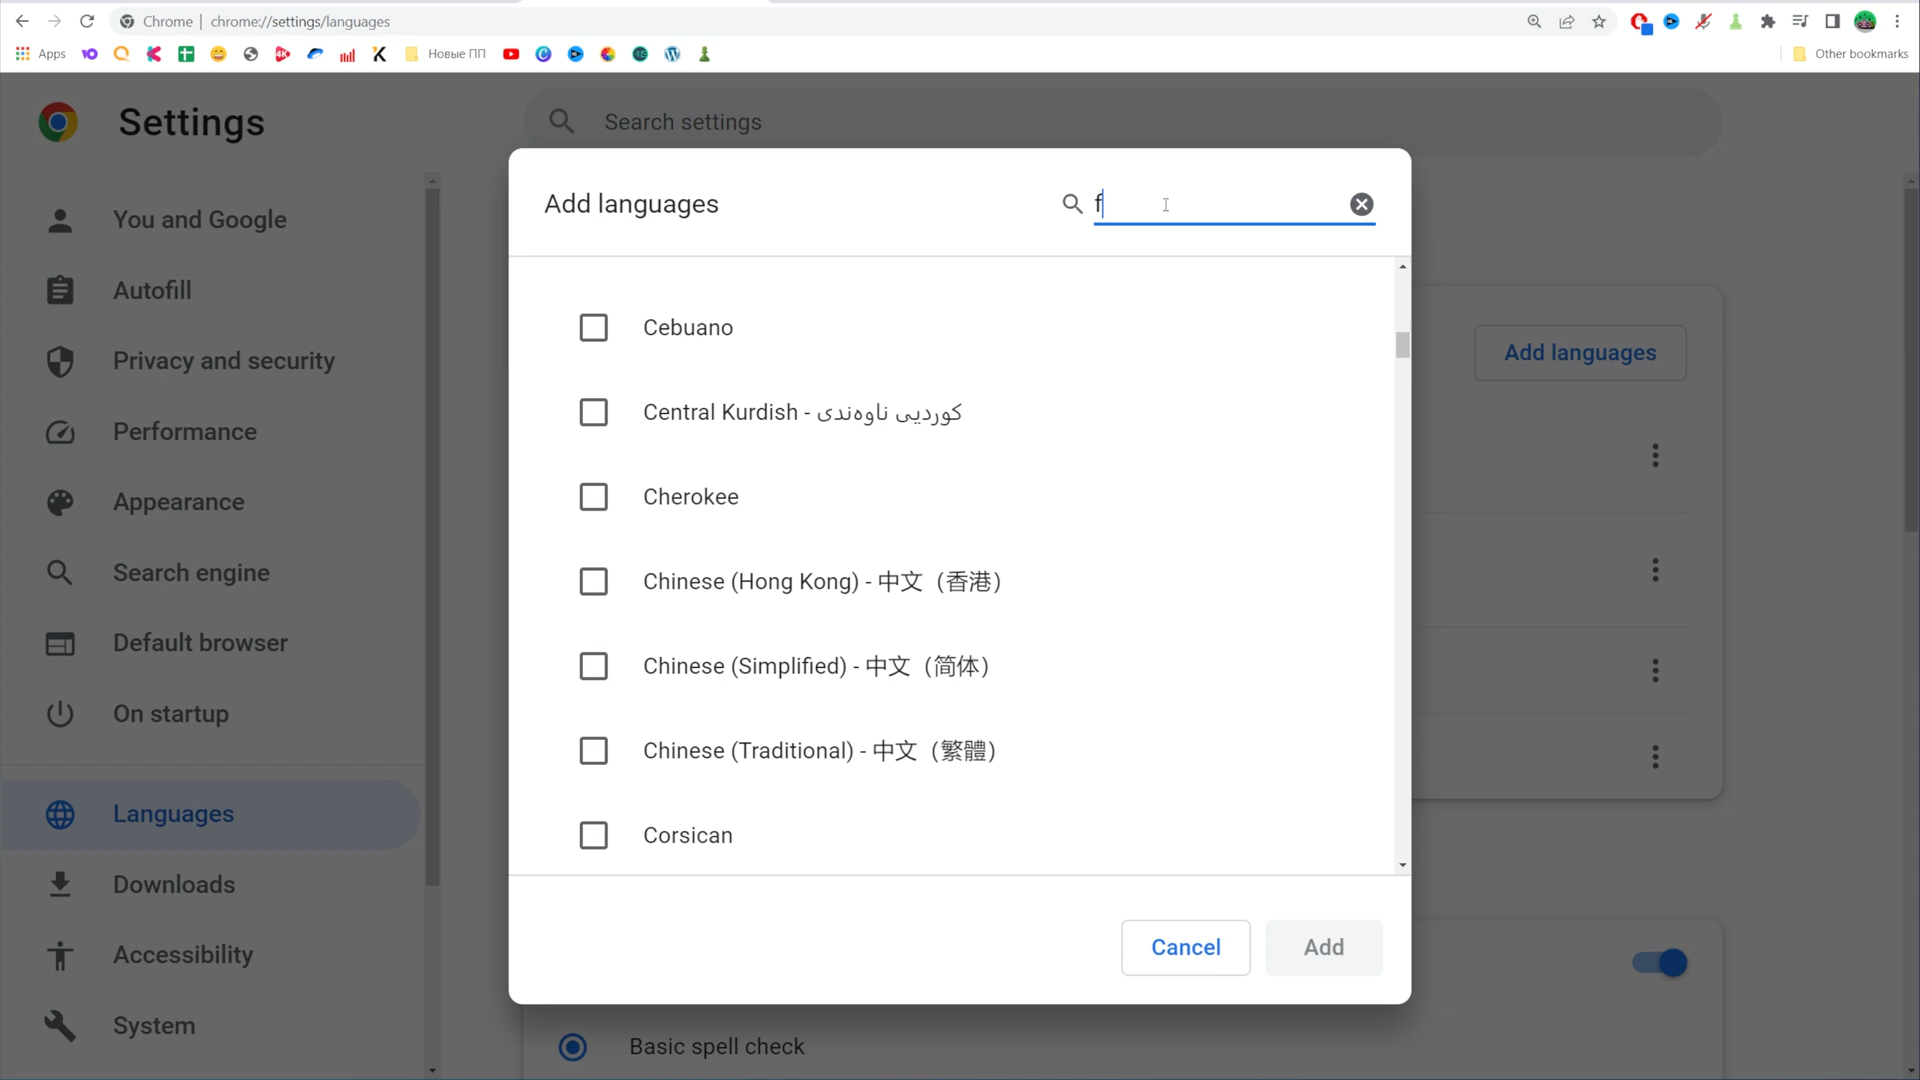 Chrome | chrome://settings/languages
Apps
Новые ПП
Other bookmarks
Settings
Search settings
You and Google
Autofill
Privacy and security
Performance
Appearance
Search engine
Default browser
On startup
Languages
Downloads
Accessibility
System
Add languages
f
Cebuano
Central Kurdish - کوردیی ناوەندی
Cherokee
Chinese (Hong Kong) - 中文（香港）
Chinese (Simplified) - 中文（简体）
Chinese (Traditional) - 中文（繁體）
Corsican
Cancel
Add
Add languages
Basic spell check